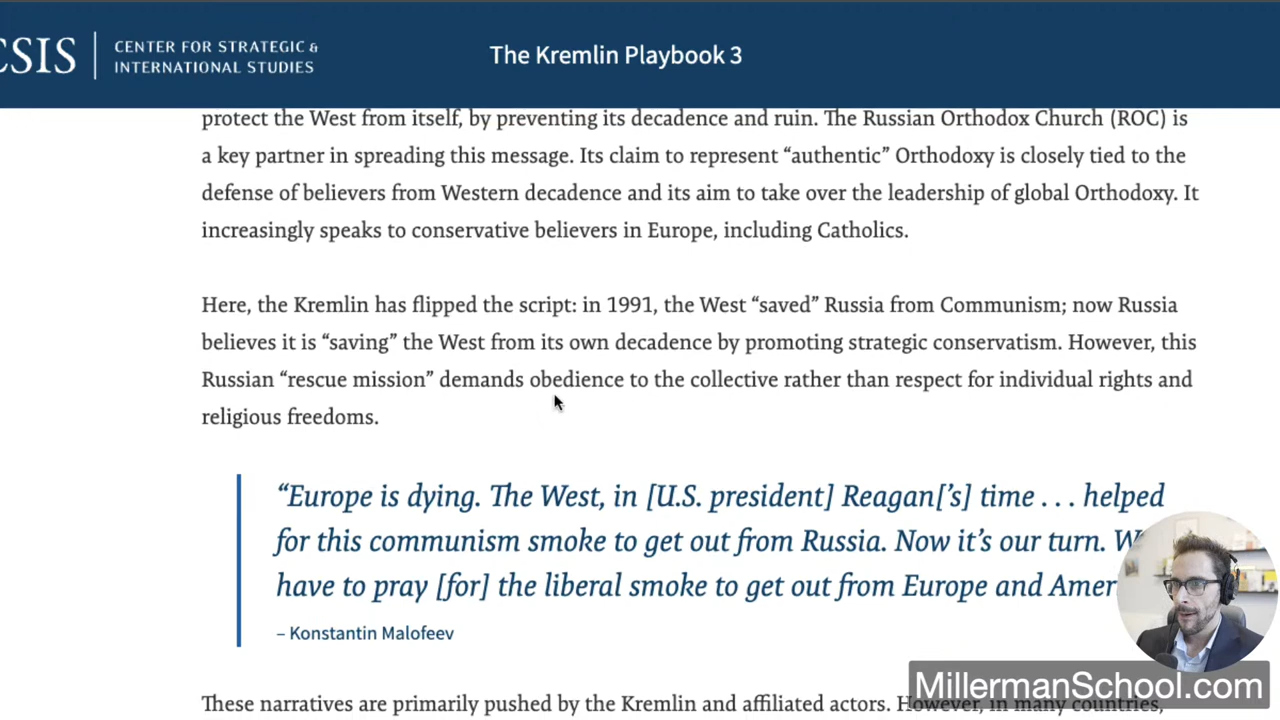 CSIS
CENTER FOR STRATEGIC &
INTERNATIONAL STUDIES
The Kremlin Playbook 3
protect the West from itself, by preventing its decadence and ruin. The Russian Orthodox Church (ROC) is
a key partner in spreading this message. Its claim to represent “authentic” Orthodoxy is closely tied to the
defense of believers from Western decadence and its aim to take over the leadership of global Orthodoxy. It
increasingly speaks to conservative believers in Europe, including Catholics.
Here, the Kremlin has flipped the script: in 1991, the West “saved” Russia from Communism; now Russia
believes it is “saving” the West from its own decadence by promoting strategic conservatism. However, this
Russian “rescue mission” demands obedience to the collective rather than respect for individual rights and
religious freedoms.
“Europe is dying. The West, in [U.S. president] Reagan[’s] time . . . helped
for this communism smoke to get out from Russia. Now it’s our turn.
have to pray [for] the liberal smoke to get out from Europe and
– Konstantin Malofeev
These narratives are primarily pushed by the Kremlin and affiliated actors. However, in many countries,
MillermanSchool.com